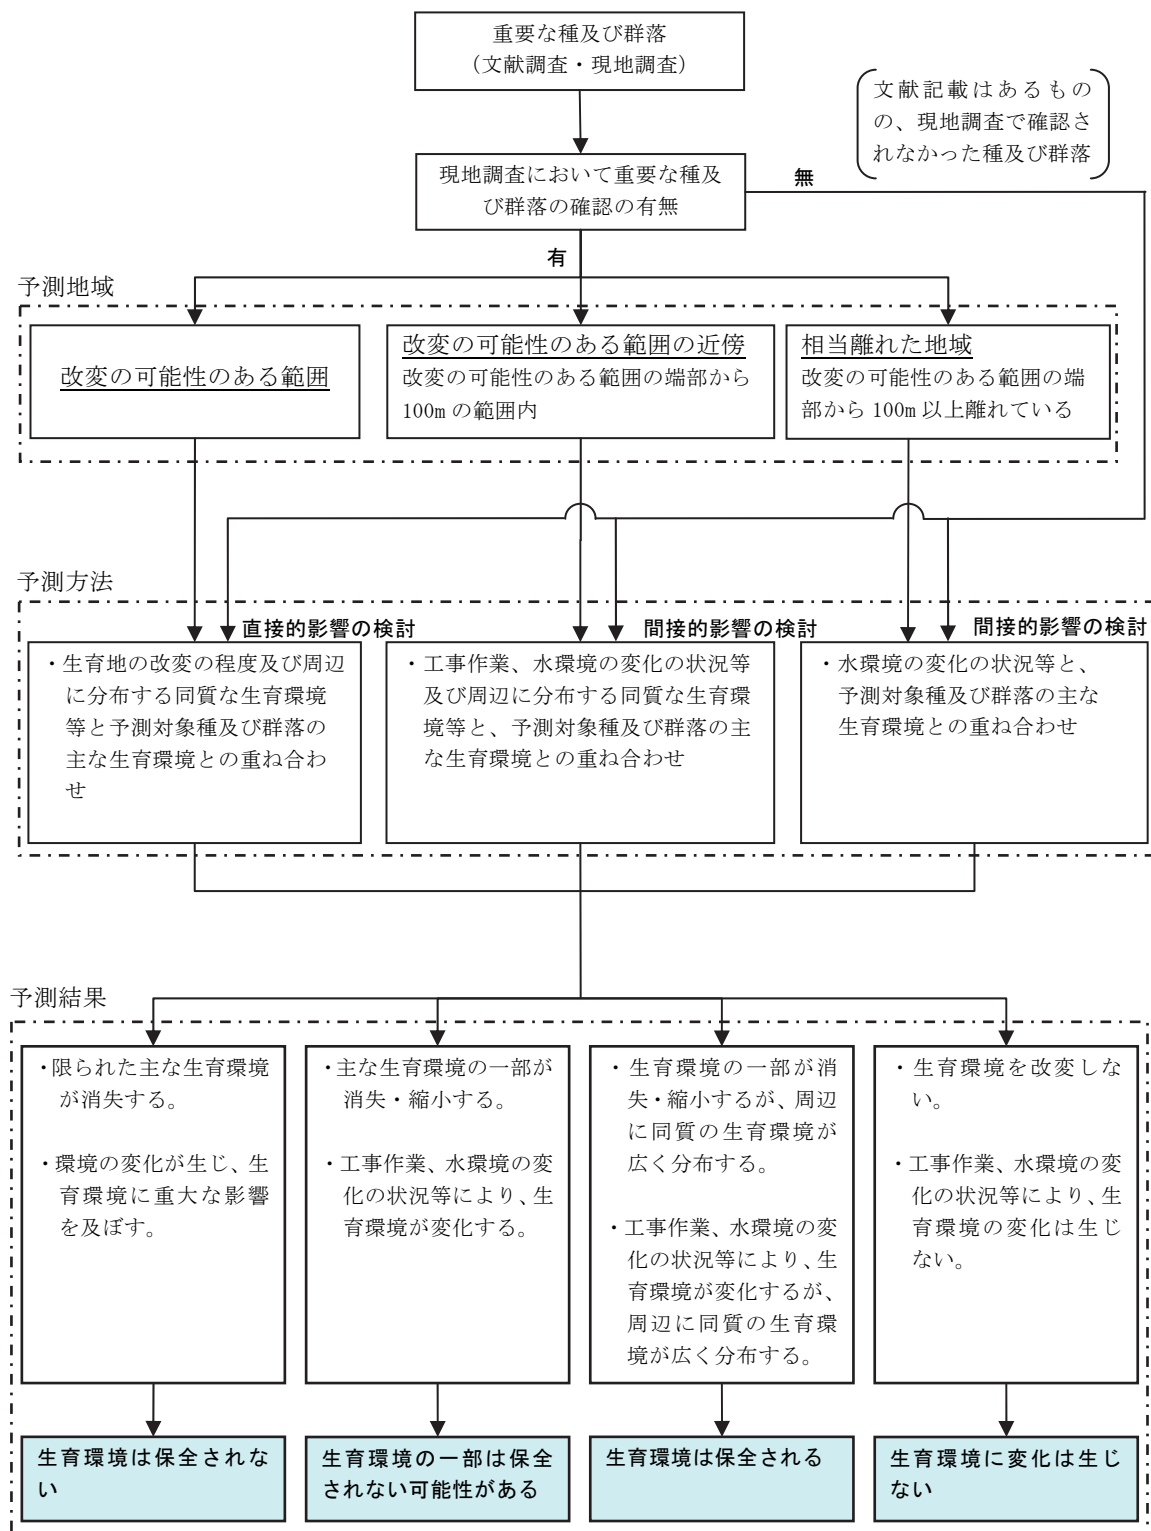 重要な種及び群落
（文献調査・現地調査）
文献記載はあるもの
の、現地調査で確認さ
れなかった種及び群落
現地調査において重要な種及
び群落の確認の有無
無
有
予測地域
改変の可能性のある範囲
改変の可能性のある範囲の近傍
改変の可能性のある範囲の端部から
100m の範囲内
相当離れた地域
改変の可能性のある範囲の端
部から 100m 以上離れている
予測方法
直接的影響の検討
・生育地の改変の程度及び周辺
に分布する同質な生育環境
等と予測対象種及び群落の
主な生育環境との重ね合わ
せ
間接的影響の検討
・工事作業、水環境の変化の状況等
及び周辺に分布する同質な生育環
境等と、予測対象種及び群落の主
な生育環境との重ね合わせ
間接的影響の検討
・水環境の変化の状況等と、
予測対象種及び群落の主な
生育環境との重ね合わせ
予測結果
・限られた主な生育環境
が消失する。
・環境の変化が生じ、生
育環境に重大な影響
を及ぼす。
・主な生育環境の一部が
消失・縮小する。
・工事作業、水環境の変
化の状況等により、生
育環境が変化する。
・生育環境の一部が消
失・縮小するが、周辺
に同質の生育環境が
広く分布する。
・工事作業、水環境の変
化の状況等により、生
育環境が変化するが、
周辺に同質の生育環
境が広く分布する。
・生育環境を改変しな
い。
・工事作業、水環境の変
化の状況等により、生
育環境の変化は生じ
ない。
生育環境は保全されな
い
生育環境の一部は保全
されない可能性がある
生育環境は保全される
生育環境に変化は生じ
ない